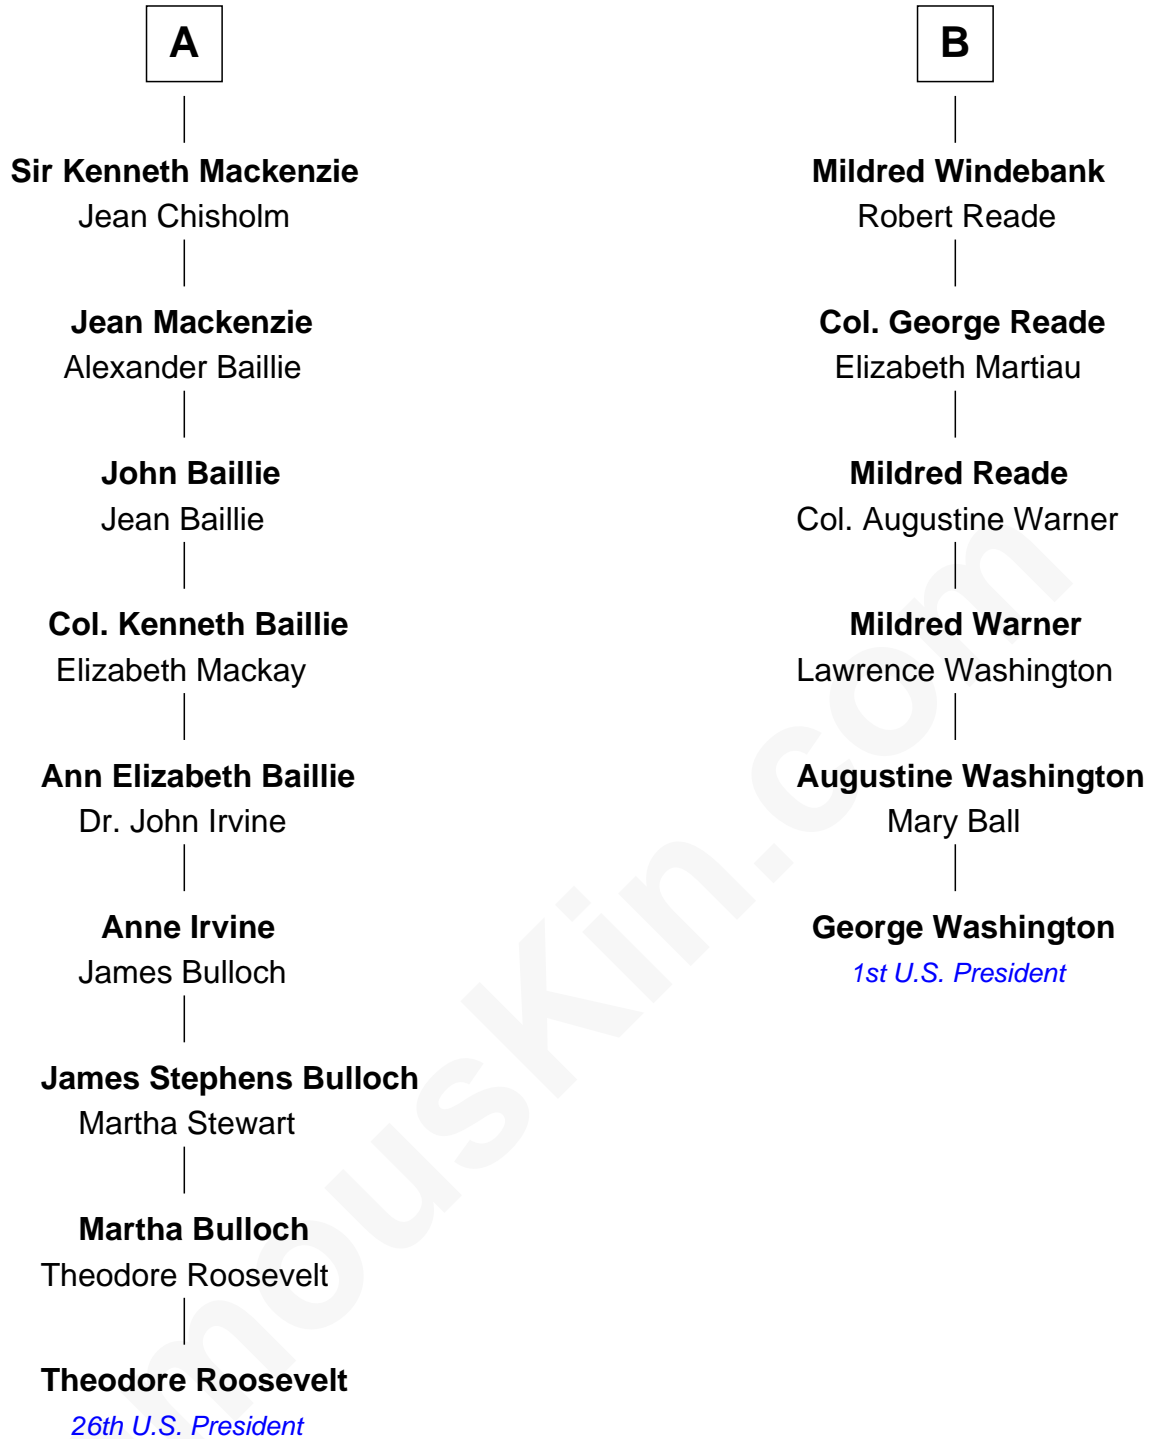 A
Sir Kenneth Mackenzie
Jean Chisholm
Jean Mackenzie
Alexander Baillie
John Baillie
Jean Baillie
Col. Kenneth Baillie
Elizabeth Mackay
Ann Elizabeth Baillie
Dr. John Irvine
Anne Irvine
James Bulloch
James Stephens Bulloch
Martha Stewart
Martha Bulloch
Theodore Roosevelt
Theodore Roosevelt
26th U.S. President
B
Mildred Windebank
Robert Reade
Col. George Reade
Elizabeth Martiau
Mildred Reade
Col. Augustine Warner
Mildred Warner
Lawrence Washington
Augustine Washington
Mary Ball
George Washington
1st U.S. President
mousKin.com